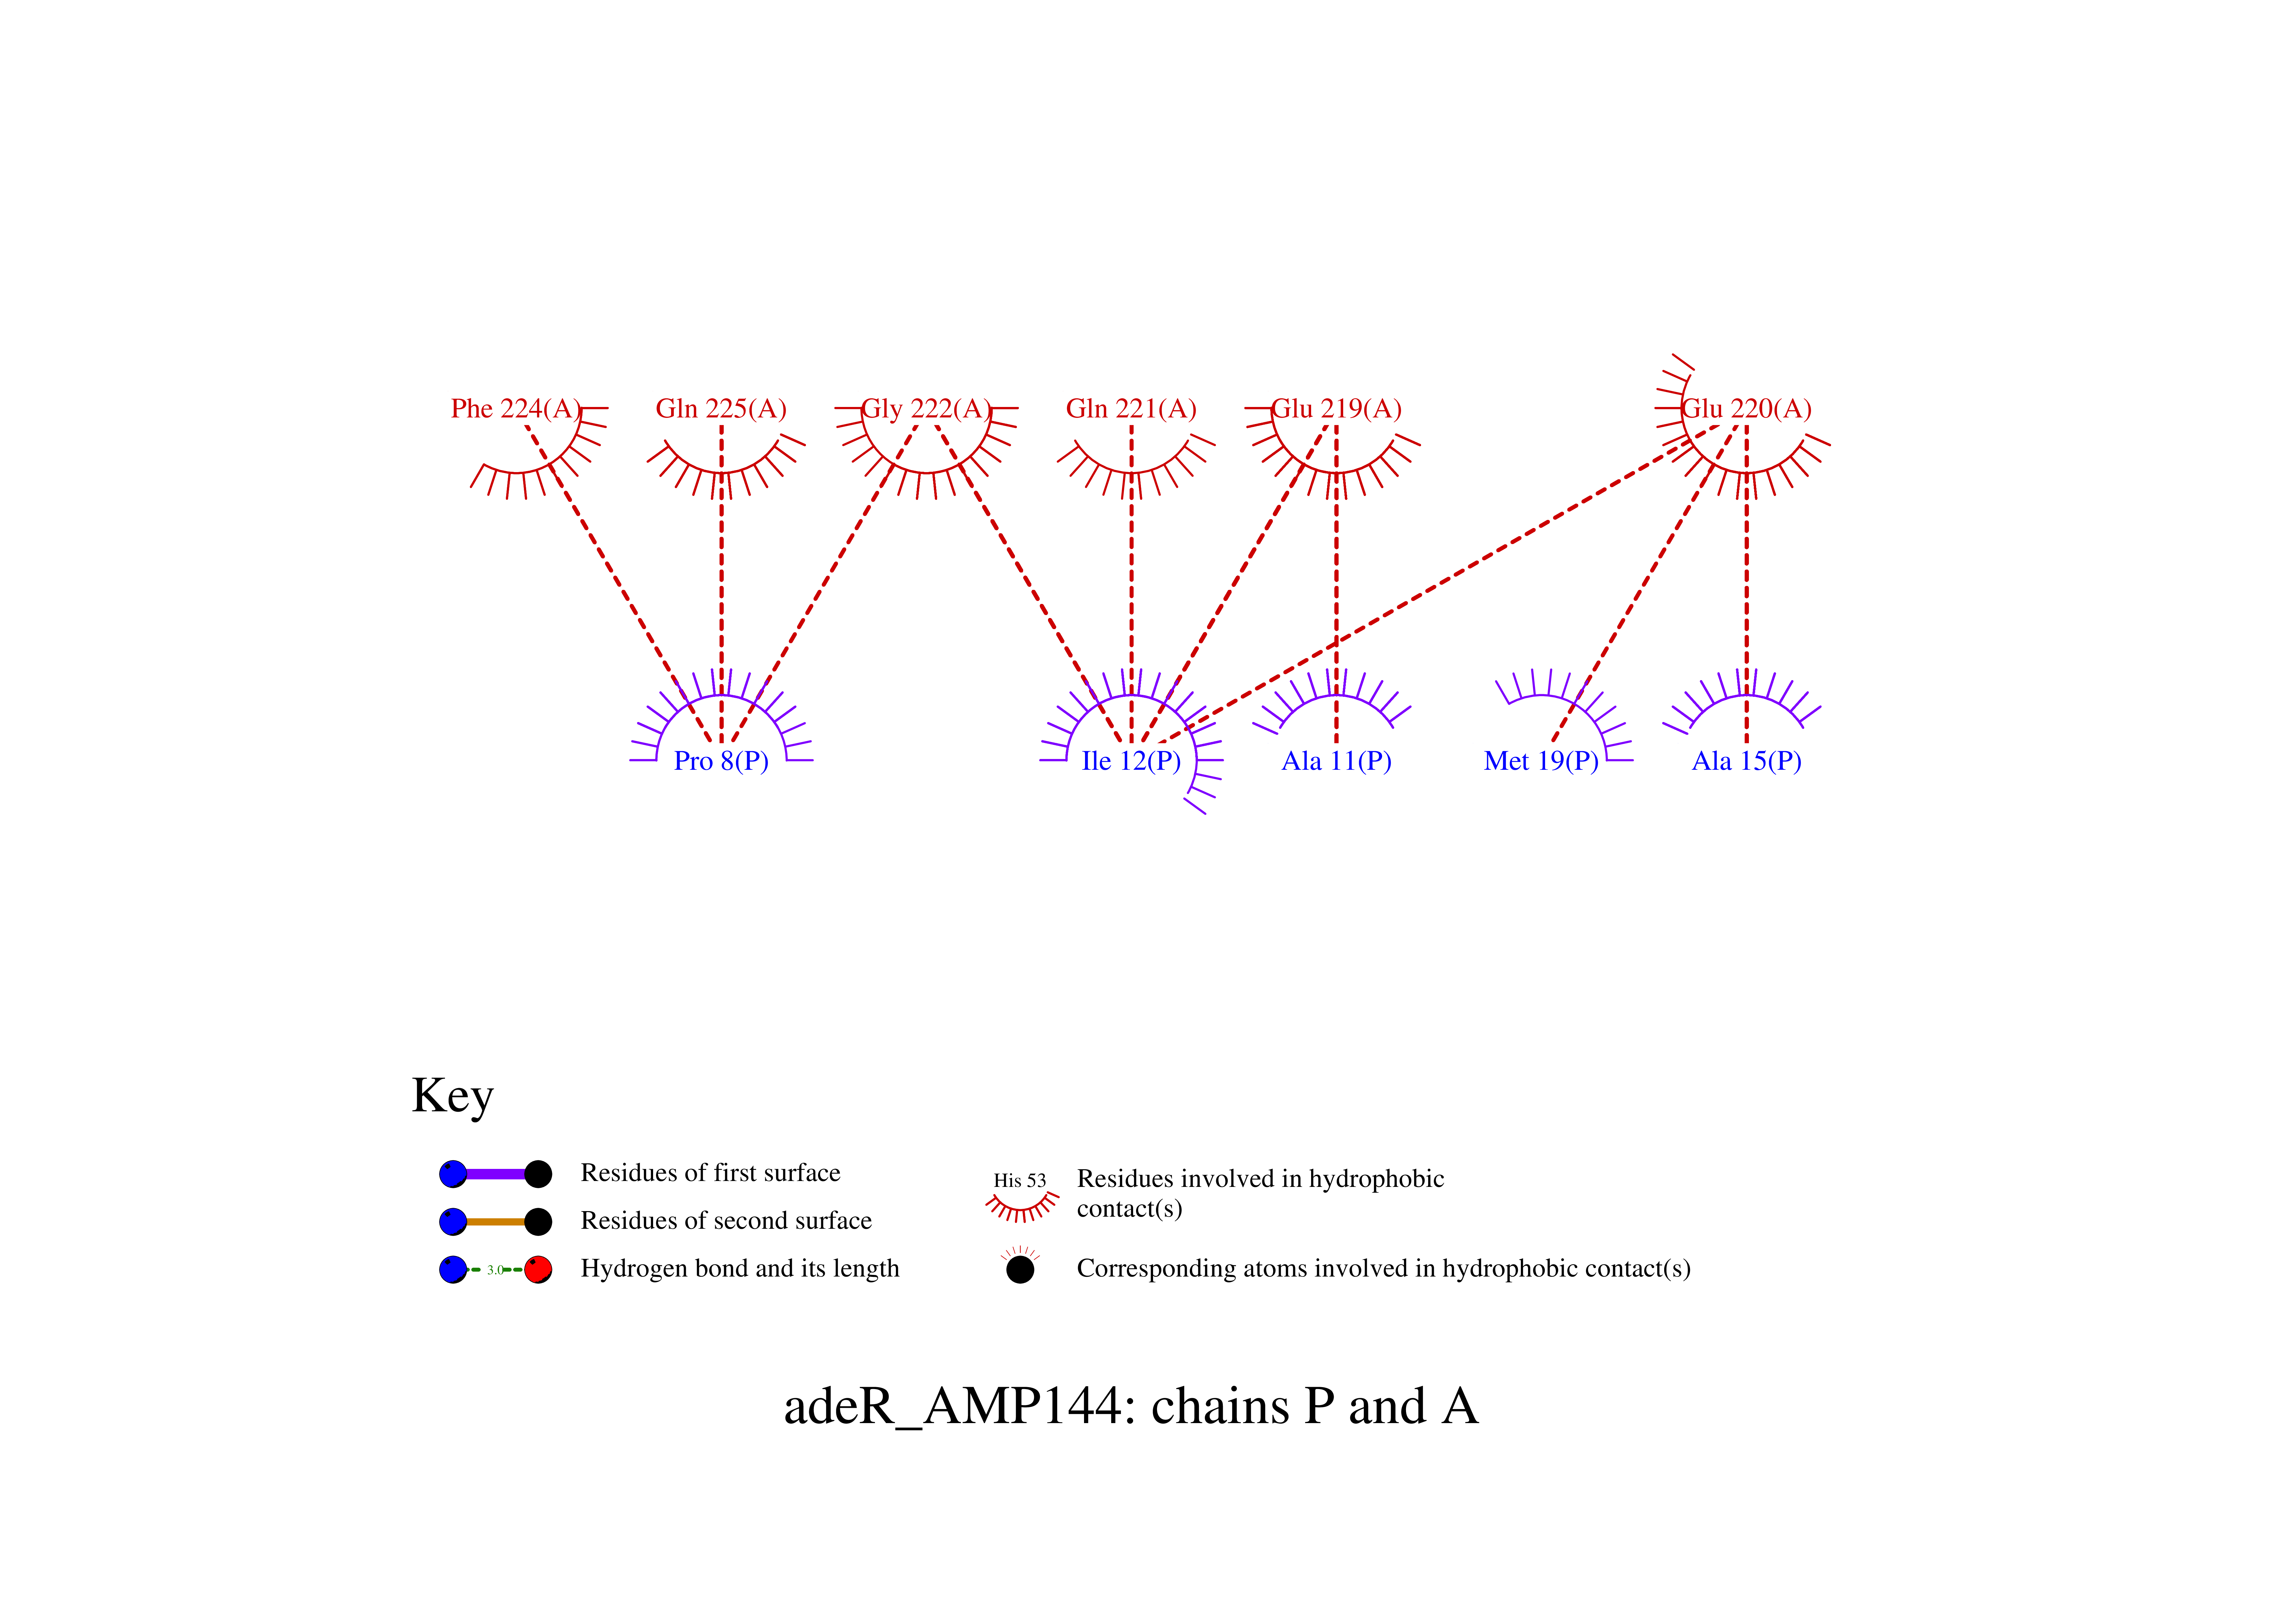 Phe 224(A) Gln 225(A) Gly 222(A) Gln 221(A) Glu 219(A) Glu 220(A)
Pro 8(P) Ile 12(P) Ala 11(P) Met 19(P) Ala 15(P)
Key
Residues of first surface
Residues of second surface
3.0 Hydrogen bond and its length
His 53 Residues involved in hydrophobic
contact(s)
Corresponding atoms involved in hydrophobic contact(s)
adeR_AMP144: chains P and A